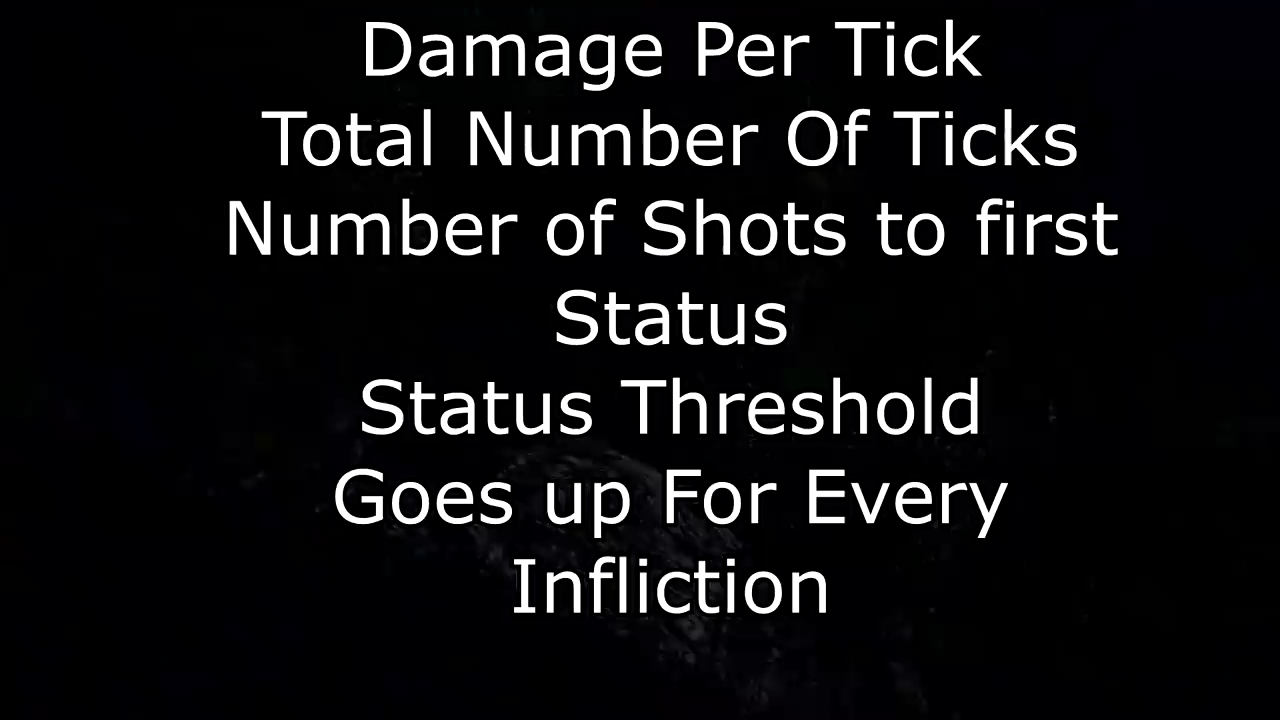 Damage Per Tick
Total Number Of Ticks
Number of Shots to first
Status
Status Threshold
Goes up For Every
Infliction